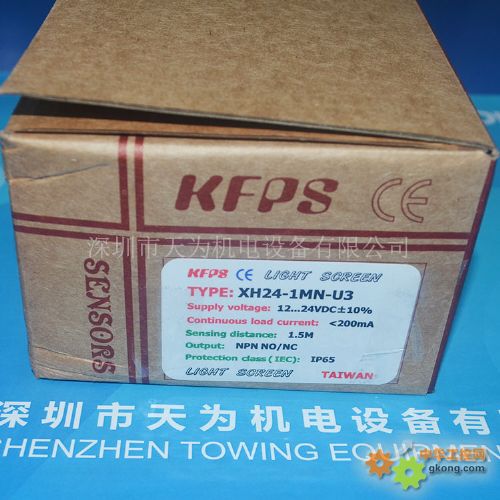 KFPS CE
深圳市天为机电设备有限公司
SENSORS
KFPS CE LIGHT SCREEN
TYPE: XH24-1MN-U3
Supply voltage: 12...24VDC±10%
Continuous load current: <200mA
Sensing distance: 1.5M
Output: NPN NO/NC
Protection class(IEC): IP65
LIGHT SCREEN TAIWAN
深圳市天为机电设备有
SHENZHEN TOWING EQUIPMEN
中华工控网
gkong.com